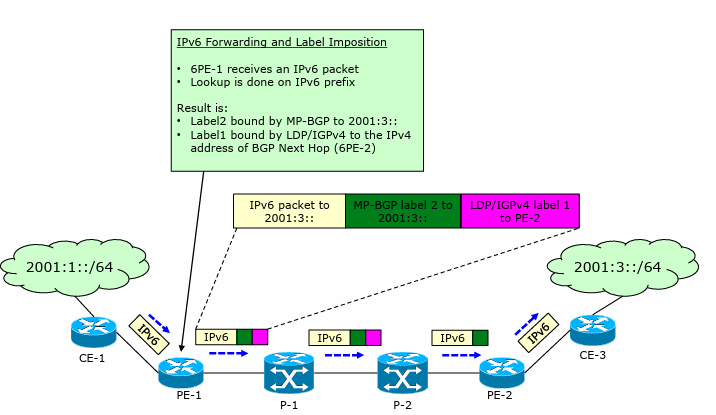 IPv6 Forwarding and Label Imposition
• 6PE-1 receives an IPv6 packet
• Lookup is done on IPv6 prefix
Result is:
• Label2 bound by MP-BGP to 2001:3::
• Label1 bound by LDP/IGPv4 to the IPv4
address of BGP Next Hop (6PE-2)
IPv6 packet to
2001:3::
MP-BGP label 2 to
2001:3::
LDP/IGPv4 label 1
to PE-2
2001:1::/64
2001:3::/64
CE-1
IPv6
IPv6
IPv6
IPv6
IPv6
CE-3
PE-1
P-1
P-2
PE-2